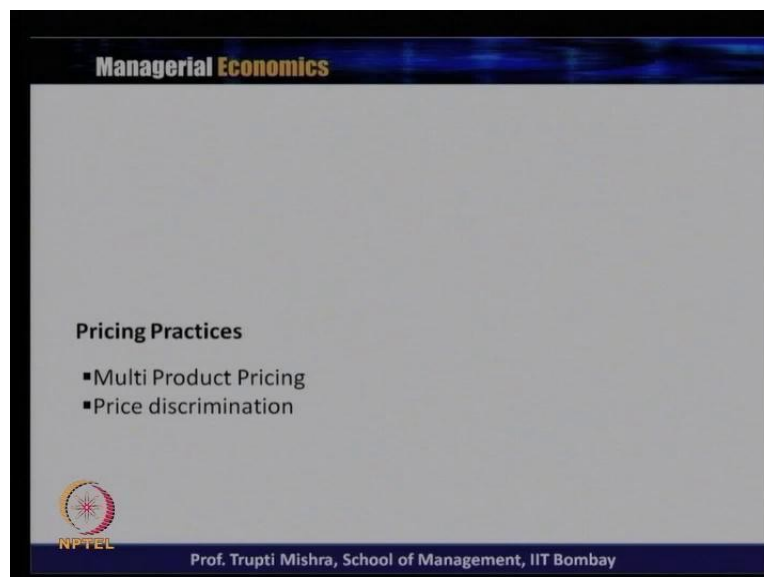 Managerial Economics
Pricing Practices
▪Multi Product Pricing
▪Price discrimination
NPTEL
Prof. Trupti Mishra, School of Management, IIT Bombay